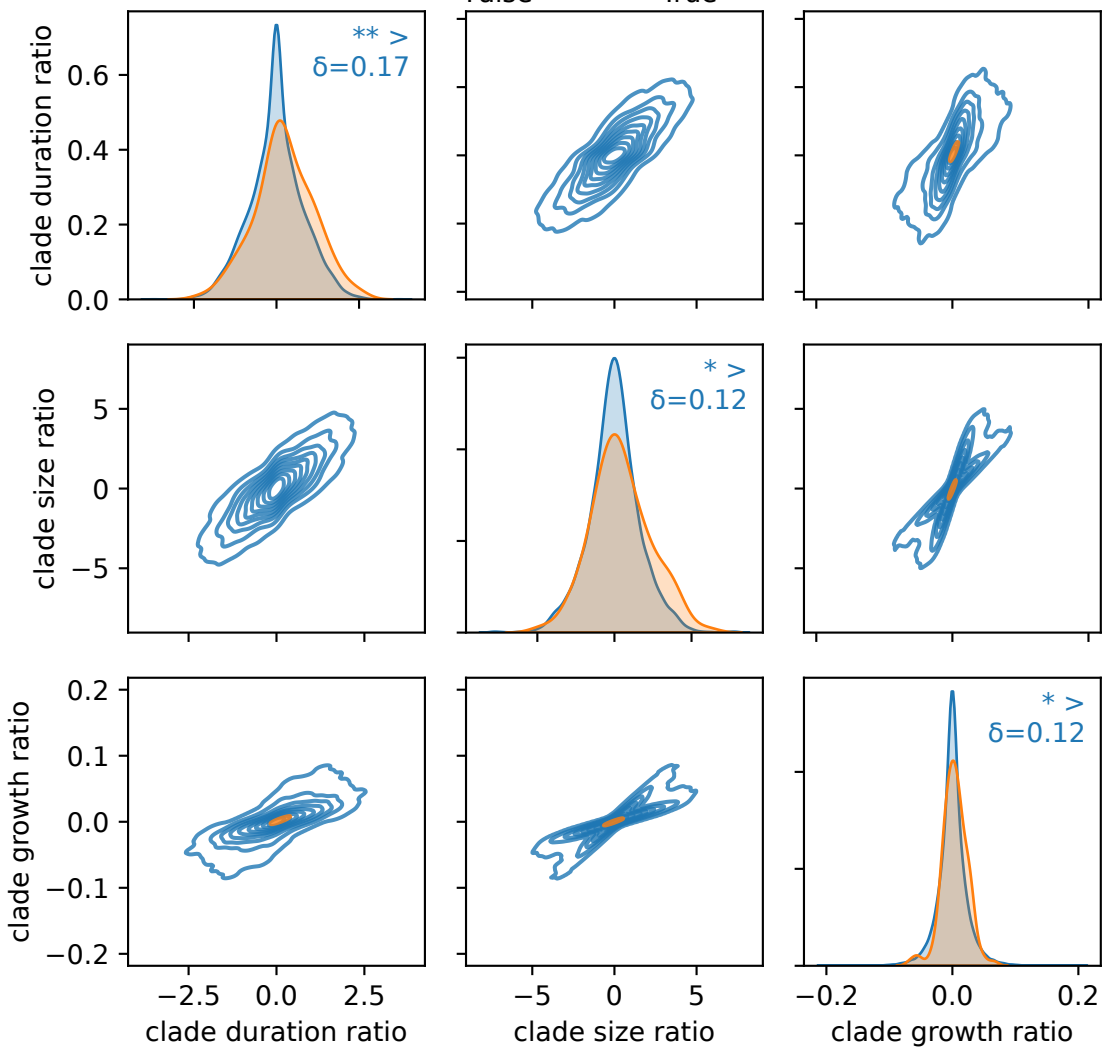 False True
clade duration ratio
0.6
0.4
0.2
0.0
** >
δ=0.17
clade size ratio
5
0
−5
* >
δ=0.12
clade growth ratio
0.2
0.1
0.0
−0.1
−0.2
* >
δ=0.12
−2.5 0.0 2.5
−5 0 5
−0.2 0.0 0.2
clade duration ratio
clade size ratio
clade growth ratio